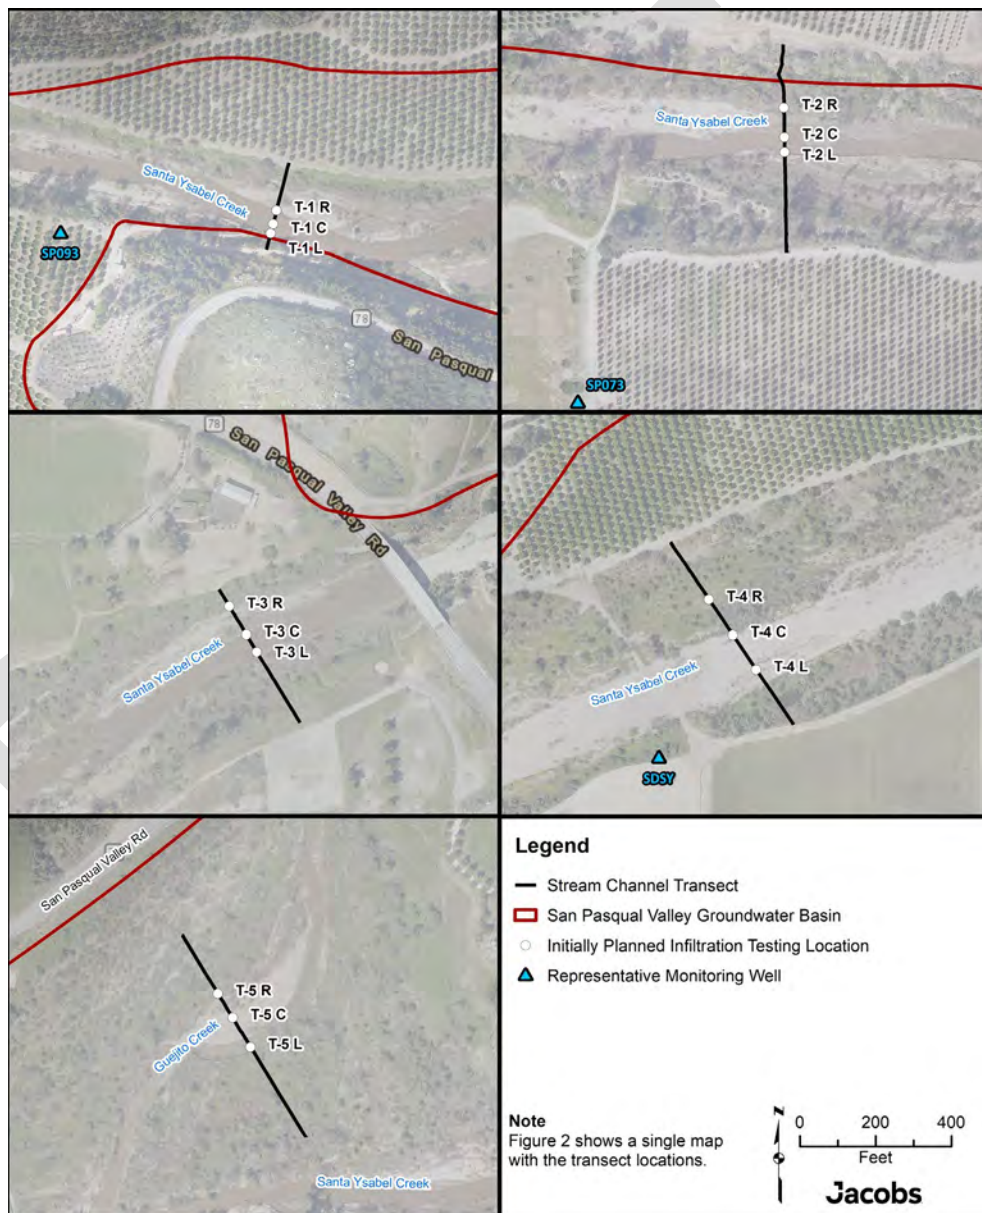 Santa Ysabel Creek
T-1 R
T-1 C
T-1 L
SP093
78
San Pasqual
Santa Ysabel Creek
T-2 R
T-2 C
T-2 L
SP073
78
San Pasqual Valley Rd
T-3 R
T-3 C
T-3 L
Santa Ysabel Creek
T-4 R
T-4 C
T-4 L
Santa Ysabel Creek
SDSY
San Pasqual Valley Rd
T-5 R
T-5 C
T-5 L
Guejito Creek
Santa Ysabel Creek
Legend
Stream Channel Transect
San Pasqual Valley Groundwater Basin
Initially Planned Infiltration Testing Location
Representative Monitoring Well
Note
Figure 2 shows a single map
with the transect locations.
N
0 200 400
Feet
Jacobs